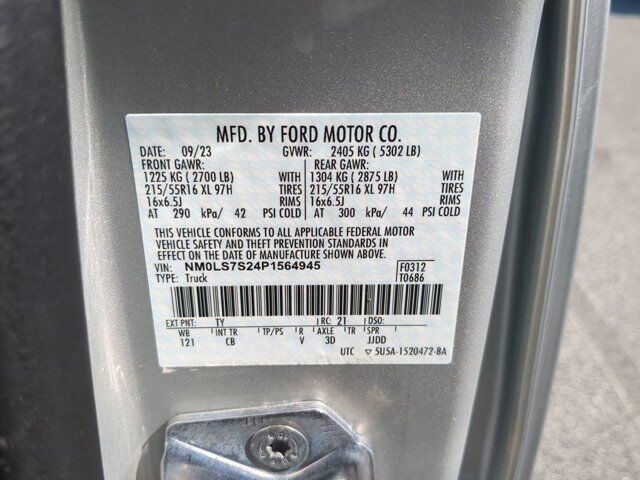 MFD. BY FORD MOTOR CO.
DATE: 09/23 GVWR: 2405 KG ( 5302 LB)
FRONT GAWR: REAR GAWR:
1225 KG ( 2700 LB) WITH 1304 KG ( 2875 LB) WITH
215/55R16 XL 97H TIRES 215/55R16 XL 97H TIRES
16x6.5J RIMS 16x6.5J RIMS
AT 290 kPa/ 42 PSI COLD AT 300 kPa/ 44 PSI COLD
THIS VEHICLE CONFORMS TO ALL APPLICABLE FEDERAL MOTOR
VEHICLE SAFETY AND THEFT PREVENTION STANDARDS IN
EFFECT ON THE DATE OF MANUFACTURE SHOWN ABOVE.
VIN: NM0LS7S24P1564945 F0312
TYPE: Truck T0686
EXT PNT: TY RC: 21 DSO:
WB INT TR TP/PS R AXLE TR SPR
121 CB V 3D JJDD
UTC ▽ 5U5A-1520472-BA